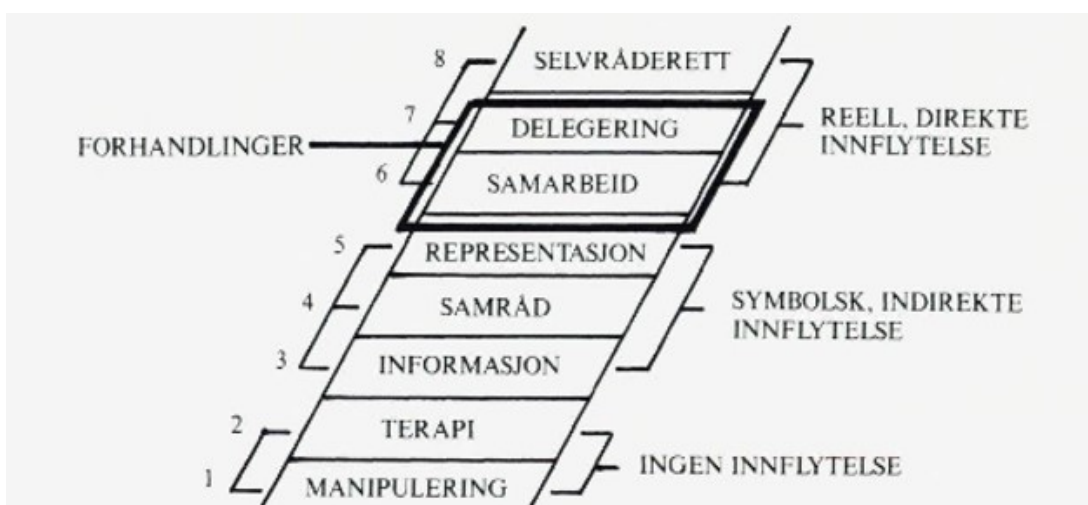 8
SELVRÅDERETT
7
DELEGERING
REELL, DIREKTE
INNFLYTELSE
FORHANDLINGER
6
SAMARBEID
5
REPRESENTASJON
4
SAMRÅD
SYMBOLSK, INDIREKTE
INNFLYTELSE
3
INFORMASJON
2
TERAPI
INGEN INNFLYTELSE
1
MANIPULERING